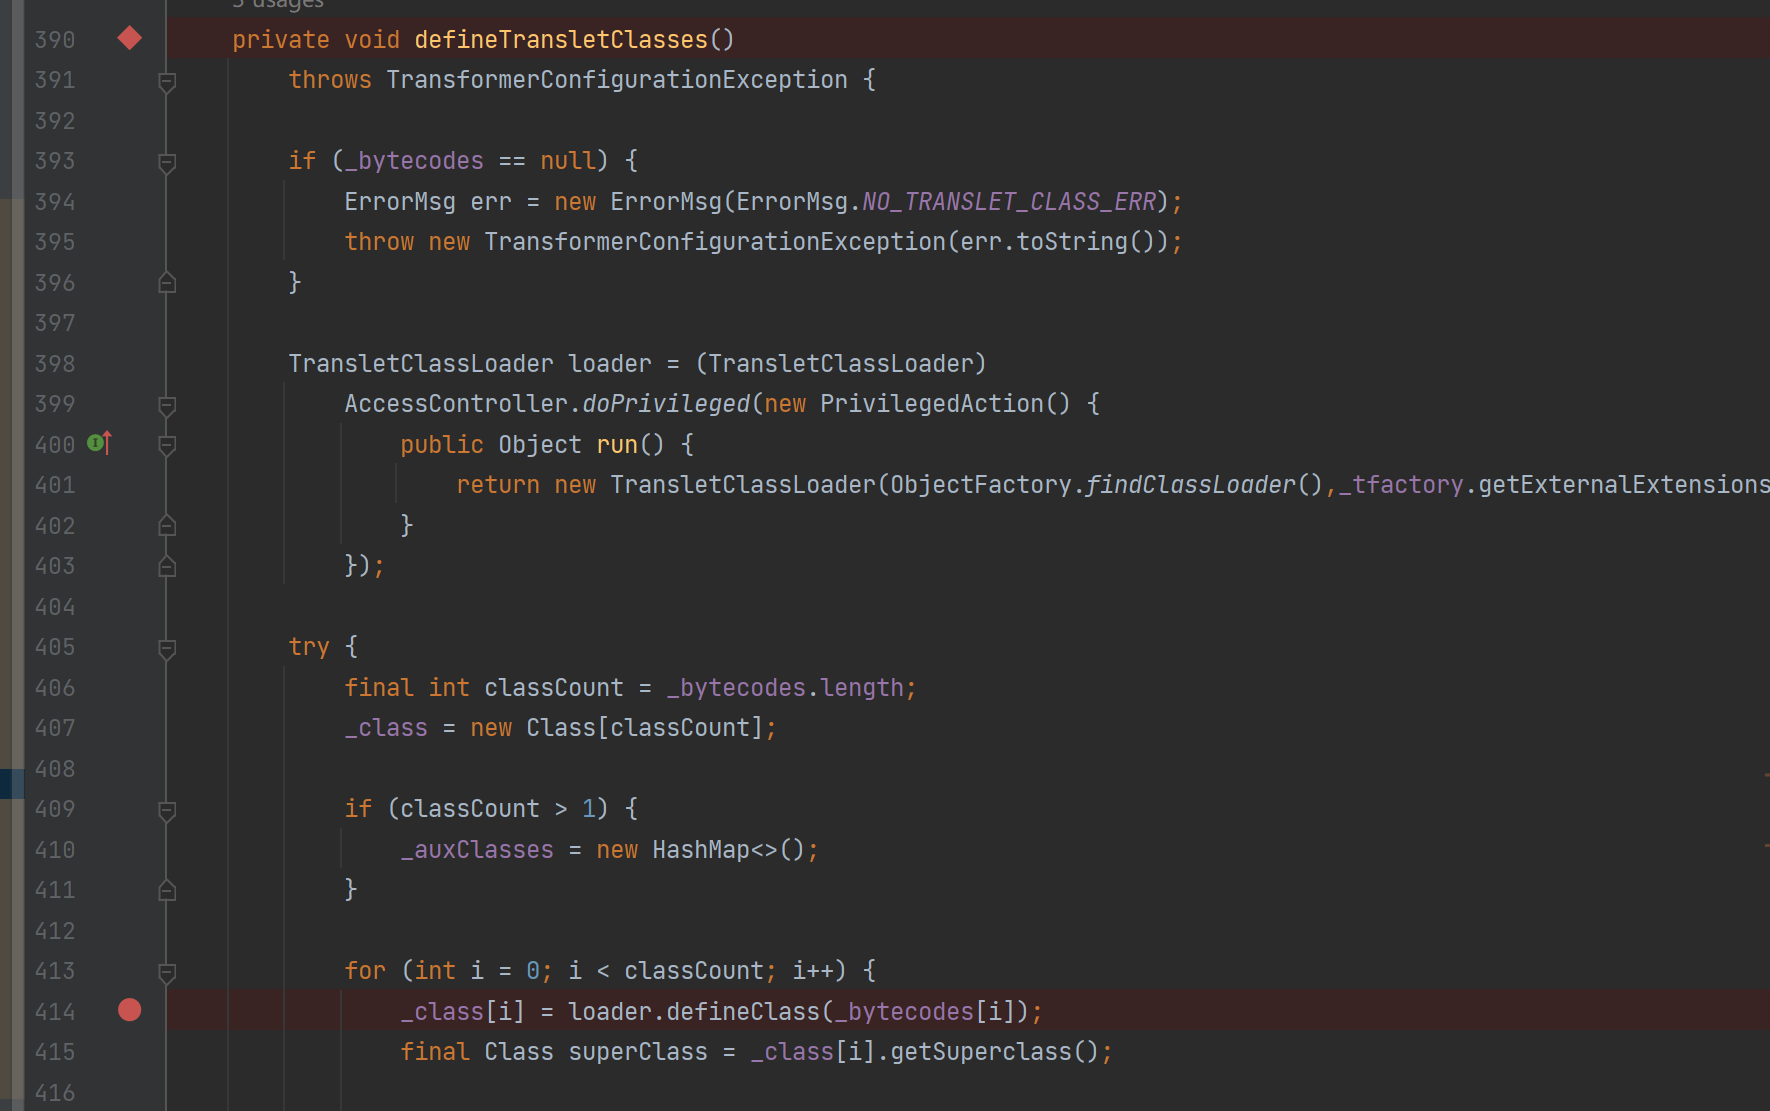 3 usages
390 private void defineTransletClasses()
391 throws TransformerConfigurationException {
392
393 if (_bytecodes == null) {
394 ErrorMsg err = new ErrorMsg(ErrorMsg.NO_TRANSLET_CLASS_ERR);
395 throw new TransformerConfigurationException(err.toString());
396 }
397
398 TransletClassLoader loader = (TransletClassLoader)
399 AccessController.doPrivileged(new PrivilegedAction() {
400 public Object run() {
401 return new TransletClassLoader(ObjectFactory.findClassLoader(),_tfactory.getExternalExtensions
402 }
403 });
404
405 try {
406 final int classCount = _bytecodes.length;
407 _class = new Class[classCount];
408
409 if (classCount > 1) {
410 _auxClasses = new HashMap<>();
411 }
412
413 for (int i = 0; i < classCount; i++) {
414 _class[i] = loader.defineClass(_bytecodes[i]);
415 final Class superClass = _class[i].getSuperclass();
416